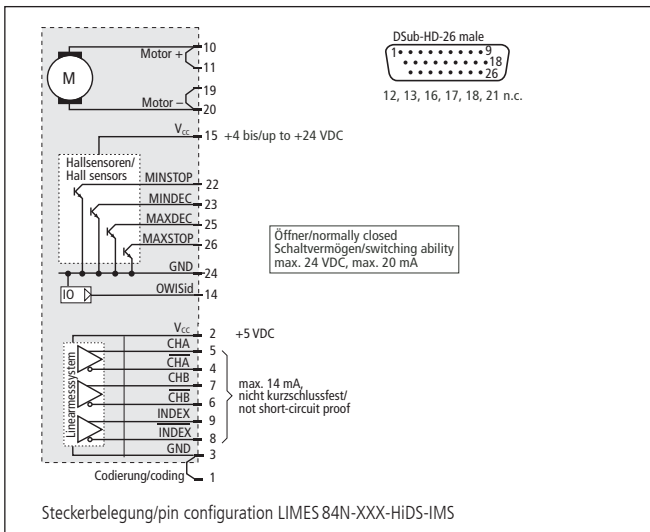 DSub-HD-26 male
1 9
18
26
12, 13, 16, 17, 18, 21 n.c.
M
Motor +
10
11
Motor –
19
20
Vcc 15 +4 bis/up to +24 VDC
Hallsensoren/
Hall sensors
MINSTOP 22
MINDEC 23
MAXDEC 25
MAXSTOP 26
GND 24
IO OWISid 14
Öffner/normally closed
Schaltvermögen/switching ability
max. 24 VDC, max. 20 mA
Linearmesssystem
Vcc 2 +5 VDC
CHA 5
C̅H̅A̅ 4
CHB 7
C̅H̅B̅ 6
INDEX 9
I̅N̅D̅E̅X̅ 8
GND 3
max. 14 mA,
nicht kurzschlussfest/
not short-circuit proof
Codierung/coding 1
Steckerbelegung/pin configuration LIMES 84N-XXX-HiDS-IMS